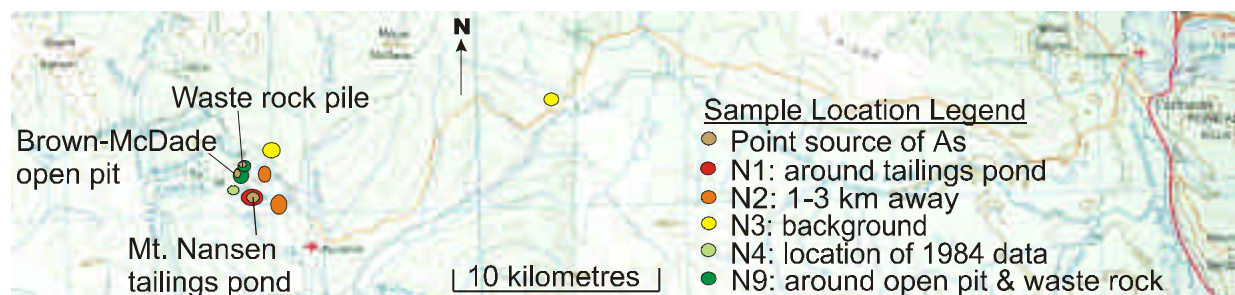 N
Waste rock pile
Brown-McDade
open pit
Mt. Nansen
tailings pond
10 kilometres
Sample Location Legend
Point source of As
N1: around tailings pond
N2: 1-3 km away
N3: background
N4: location of 1984 data
N9: around open pit & waste rock